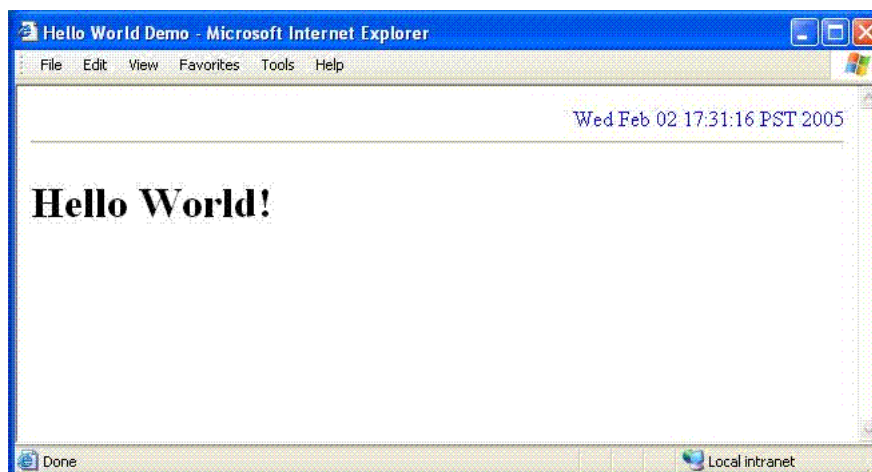 Hello World Demo - Microsoft Internet Explorer
File Edit View Favorites Tools Help
Wed Feb 02 17:31:16 PST 2005
Hello World!
Done Local intranet